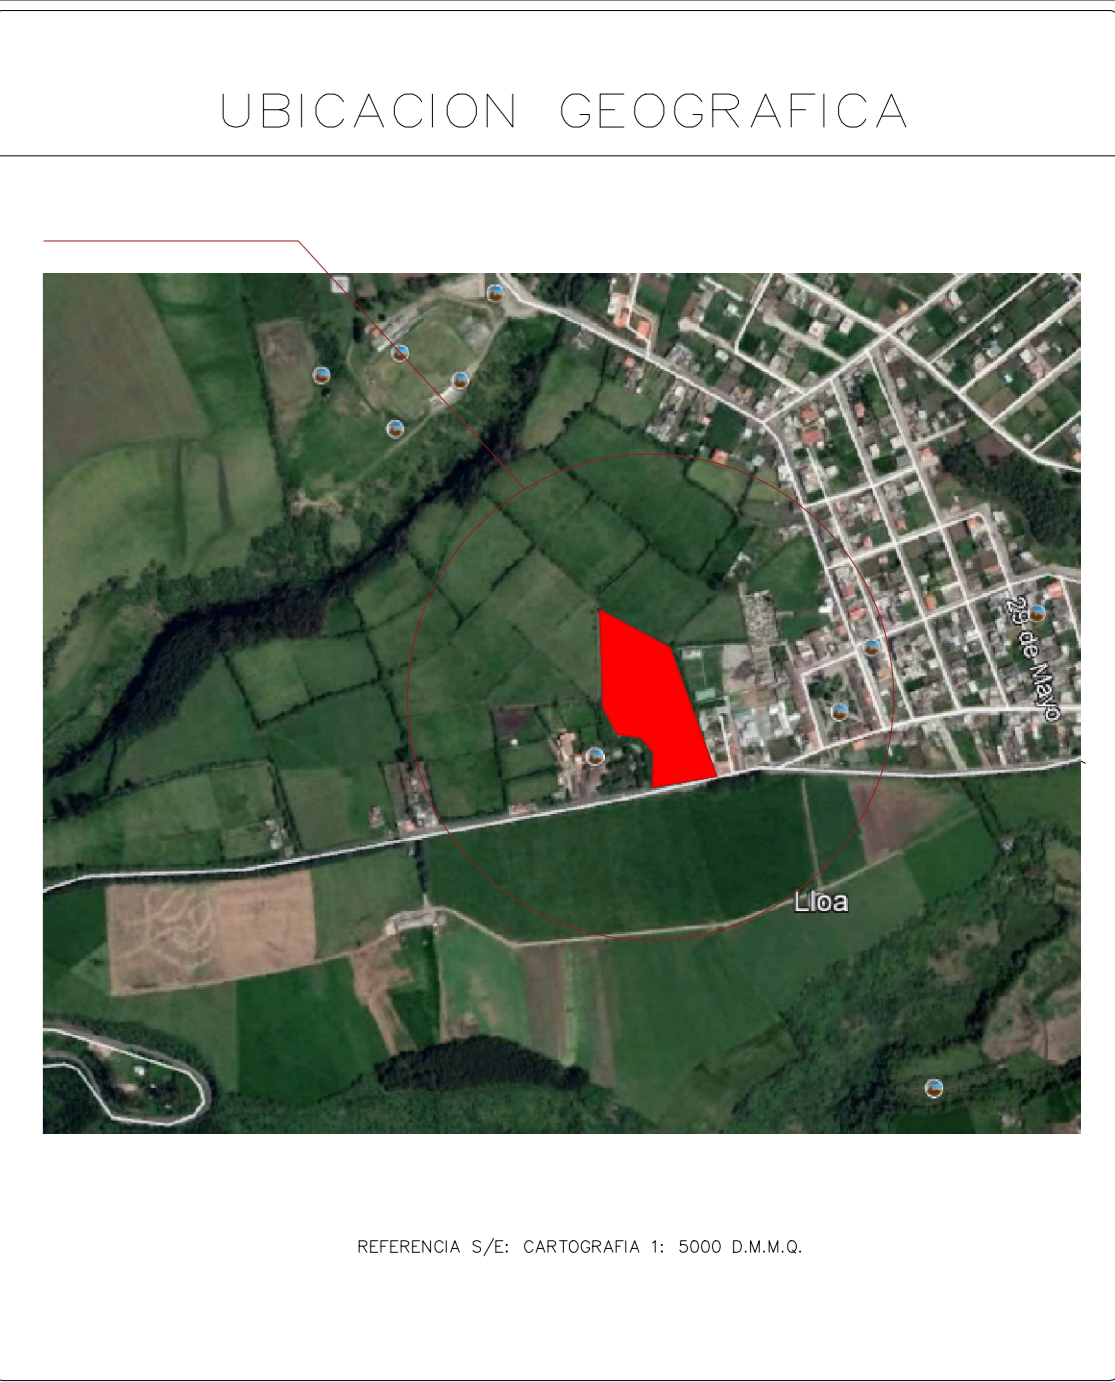 UBICACION GEOGRAFICA
29 de Mayo
Lloa
REFERENCIA S/E: CARTOGRAFIA 1: 5000 D.M.M.Q.